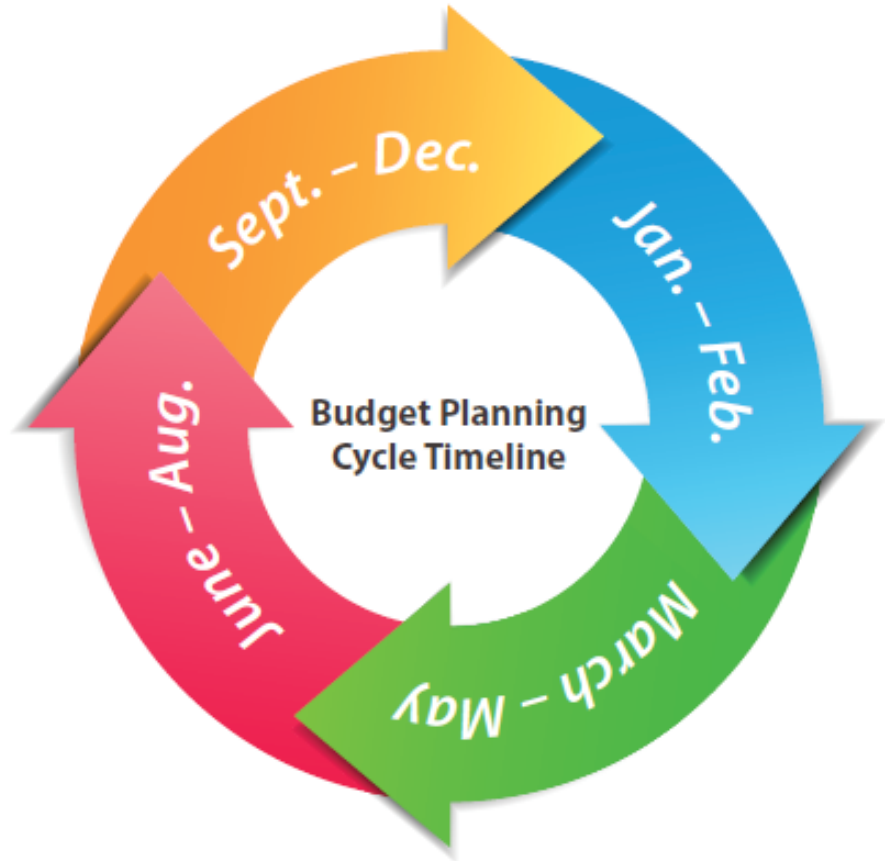 Budget Planning
Cycle Timeline
Jan. – Feb.
March – May
June – Aug.
Sept. – Dec.